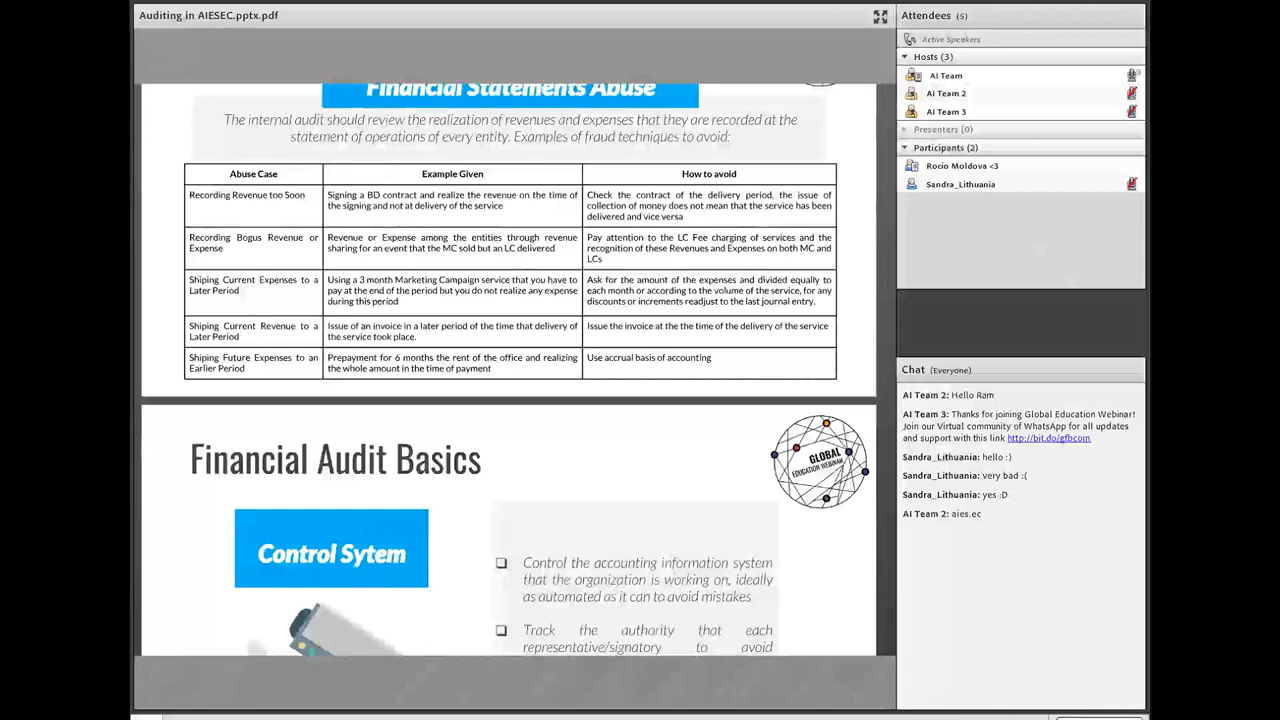 Auditing in AIESEC.pptx.pdf
Financial Statements Abuse
The internal audit should review the realization of revenues and expenses that they are recorded at the
statement of operations of every entity. Examples of fraud techniques to avoid:
Abuse Case
Example Given
How to avoid
Recording Revenue too Soon
Signing a BD contract and realize the revenue on the time of
the signing and not at delivery of the service
Check the contract of the delivery period, the issue of
collection of money does not mean that the service has been
delivered and vice versa
Recording Bogus Revenue or
Expense
Revenue or Expense among the entities through revenue
sharing for an event that the MC sold but an LC delivered
Pay attention to the LC Fee charging of services and the
recognition of these Revenues and Expenses on both MC and
LCs
Shiping Current Expenses to a
Later Period
Using a 3 month Marketing Campaign service that you have to
pay at the end of the period but you do not realize any expense
during this period
Ask for the amount of the expenses and divided equally to
each month or according to the volume of the service, for any
discounts or increments readjust to the last journal entry.
Shiping Current Revenue to a
Later Period
Issue of an invoice in a later period of the time that delivery of
the service took place.
Issue the invoice at the the time of the delivery of the service
Shiping Future Expenses to an
Earlier Period
Prepayment for 6 months the rent of the office and realizing
the whole amount in the time of payment
Use accrual basis of accounting
Financial Audit Basics
GLOBAL
EDUCATION WEBINAR
Control Sytem
❑ Control the accounting information system
that the organization is working on, ideally
as automated as it can to avoid mistakes
❑ Track the authority that each
representative/signatory to avoid
Attendees (5)
Active Speakers
Hosts (3)
AI Team
AI Team 2
AI Team 3
Presenters (0)
Participants (2)
Rocio Moldova <3
Sandra_Lithuania
Chat (Everyone)
AI Team 2: Hello Ram
AI Team 3: Thanks for joining Global Education Webinar!
Join our Virtual community of WhatsApp for all updates
and support with this link http://bit.do/gfbcom
Sandra_Lithuania: hello :)
Sandra_Lithuania: very bad :(
Sandra_Lithuania: yes :D
AI Team 2: aies.ec